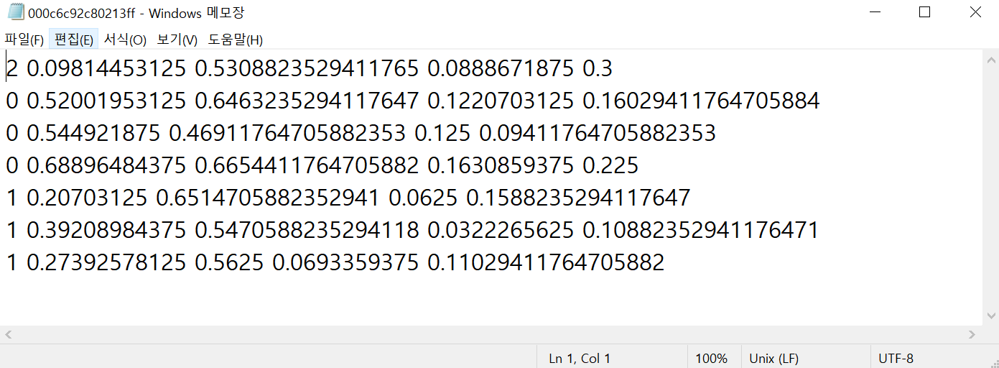 000c6c92c80213ff - Windows 메모장
파일(F) 편집(E) 서식(O) 보기(V) 도움말(H)
2 0.09814453125 0.5308823529411765 0.0888671875 0.3
0 0.52001953125 0.6463235294117647 0.1220703125 0.16029411764705884
0 0.544921875 0.46911764705882353 0.125 0.09411764705882353
0 0.68896484375 0.6654411764705882 0.1630859375 0.225
1 0.20703125 0.6514705882352941 0.0625 0.1588235294117647
1 0.39208984375 0.5470588235294118 0.0322265625 0.10882352941176471
1 0.27392578125 0.5625 0.0693359375 0.11029411764705882
Ln 1, Col 1 100% Unix (LF) UTF-8